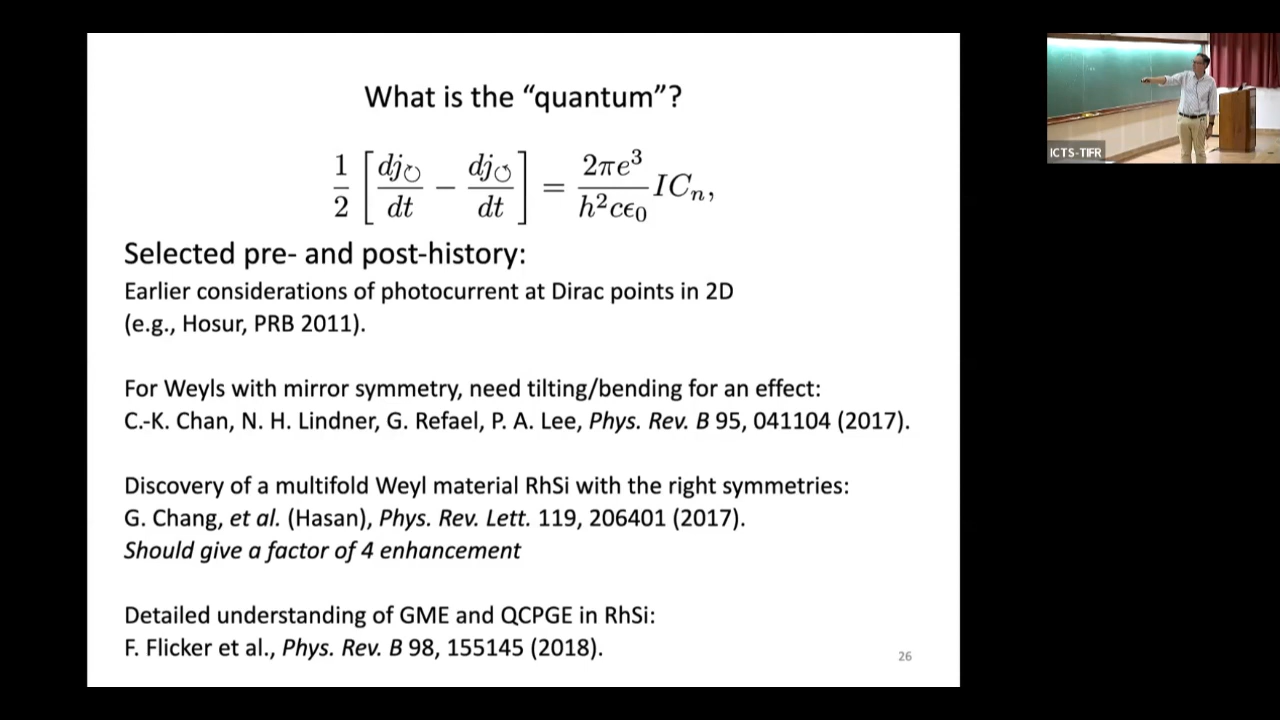 What is the “quantum”?
1/2 [dj↻/dt − dj↺/dt] = 2πe³/h²cϵ₀ ICₙ,
Selected pre- and post-history:
Earlier considerations of photocurrent at Dirac points in 2D
(e.g., Hosur, PRB 2011).
For Weyls with mirror symmetry, need tilting/bending for an effect:
C.-K. Chan, N. H. Lindner, G. Refael, P. A. Lee, Phys. Rev. B 95, 041104 (2017).
Discovery of a multifold Weyl material RhSi with the right symmetries:
G. Chang, et al. (Hasan), Phys. Rev. Lett. 119, 206401 (2017).
Should give a factor of 4 enhancement
Detailed understanding of GME and QCPGE in RhSi:
F. Flicker et al., Phys. Rev. B 98, 155145 (2018).
26
ICTS-TIFR